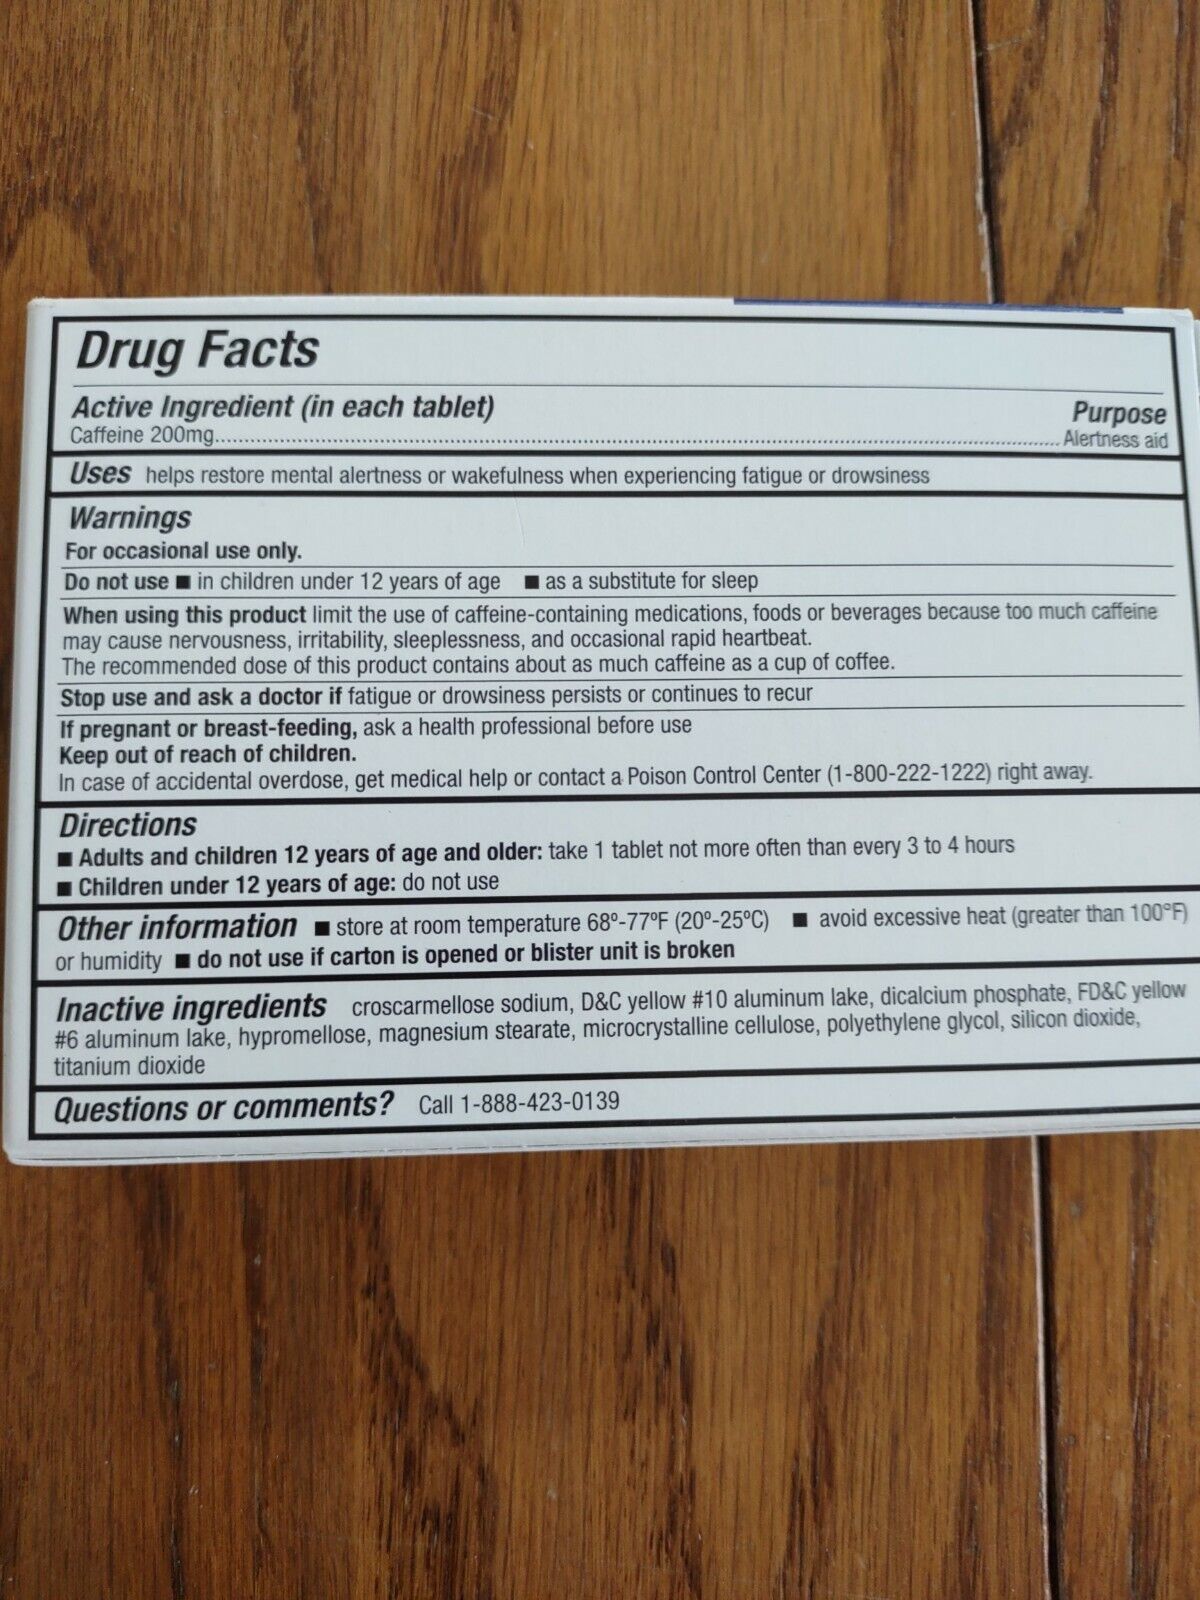 Drug Facts
Active Ingredient (in each tablet) Purpose
Caffeine 200mg........................................................................................................................ Alertness aid
Uses helps restore mental alertness or wakefulness when experiencing fatigue or drowsiness
Warnings
For occasional use only.
Do not use ■ in children under 12 years of age ■ as a substitute for sleep
When using this product limit the use of caffeine-containing medications, foods or beverages because too much caffeine
may cause nervousness, irritability, sleeplessness, and occasional rapid heartbeat.
The recommended dose of this product contains about as much caffeine as a cup of coffee.
Stop use and ask a doctor if fatigue or drowsiness persists or continues to recur
If pregnant or breast-feeding, ask a health professional before use
Keep out of reach of children.
In case of accidental overdose, get medical help or contact a Poison Control Center (1-800-222-1222) right away.
Directions
■ Adults and children 12 years of age and older: take 1 tablet not more often than every 3 to 4 hours
■ Children under 12 years of age: do not use
Other information ■ store at room temperature 68º-77ºF (20º-25ºC) ■ avoid excessive heat (greater than 100°F)
or humidity ■ do not use if carton is opened or blister unit is broken
Inactive ingredients croscarmellose sodium, D&C yellow #10 aluminum lake, dicalcium phosphate, FD&C yellow
#6 aluminum lake, hypromellose, magnesium stearate, microcrystalline cellulose, polyethylene glycol, silicon dioxide,
titanium dioxide
Questions or comments? Call 1-888-423-0139